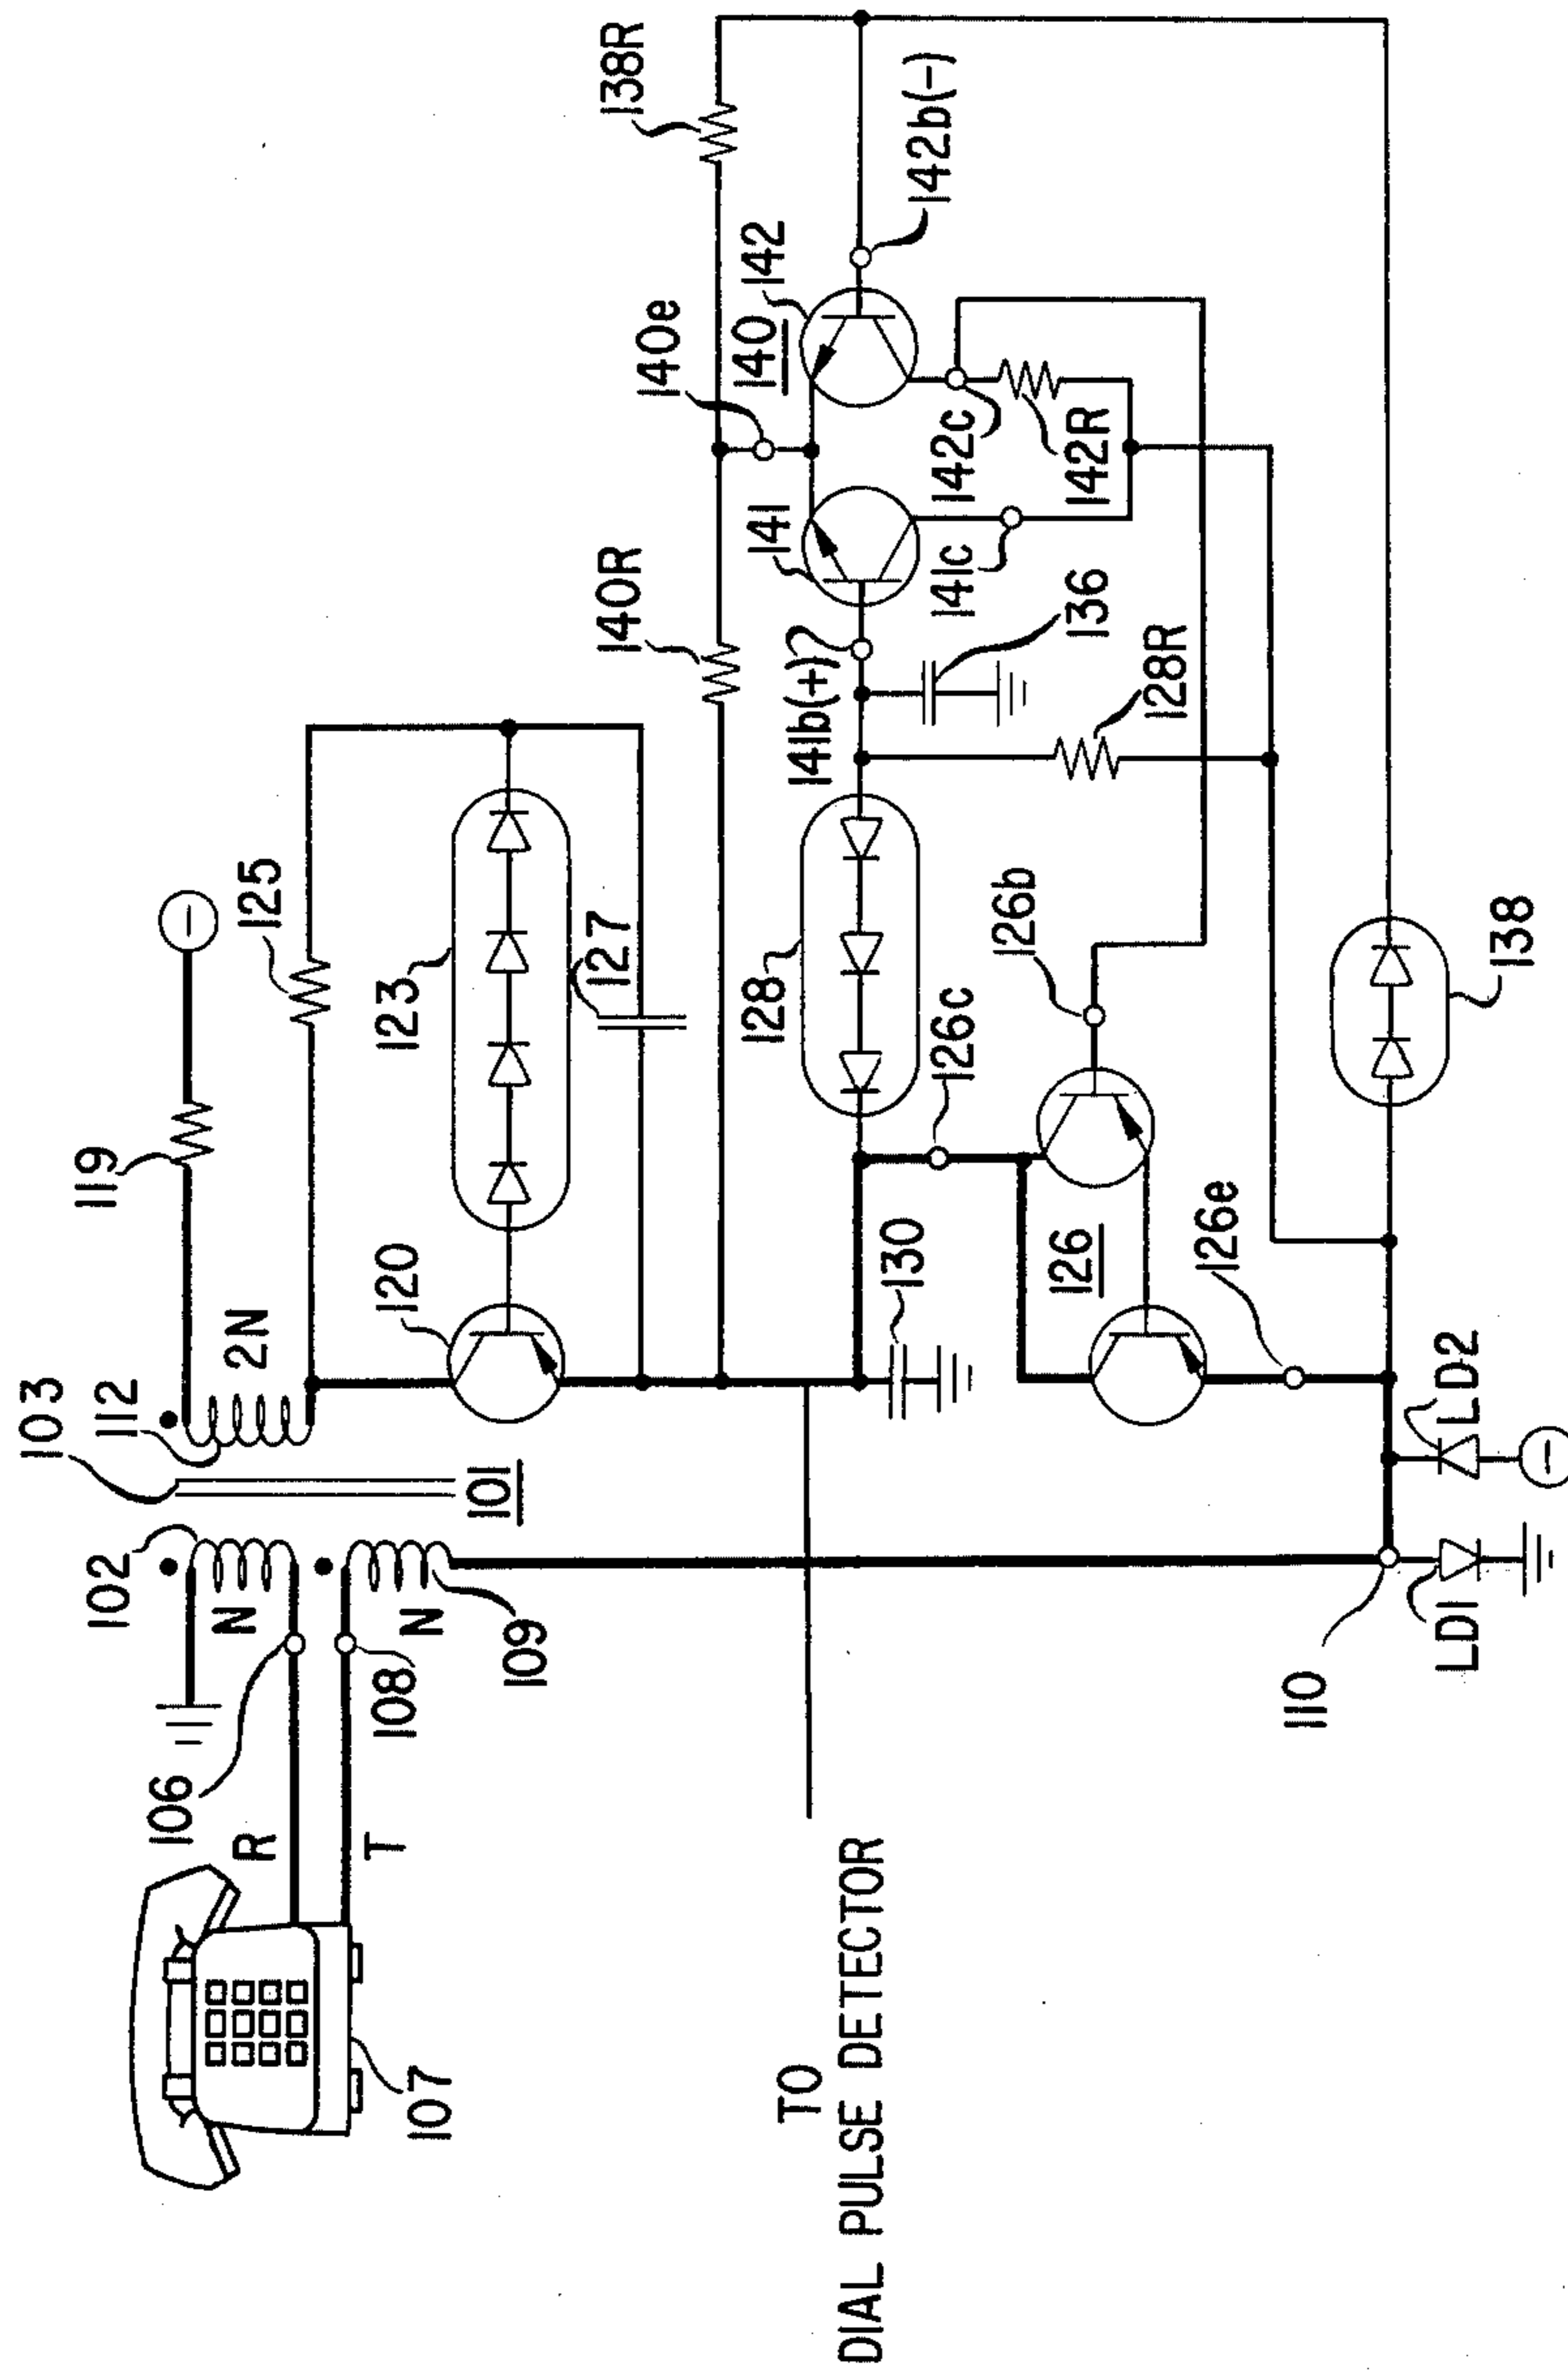 103
112
2N
119
125
102
N
106
R
108
T
N
109
107
101
120
123
127
TO
DIAL PULSE DETECTOR
140R
138R
140e
140
142
141
141b(+)
142b(-)
142c
142R
141c
136
128R
128
126c
126b
130
126
126e
110
LD1
LD2
138